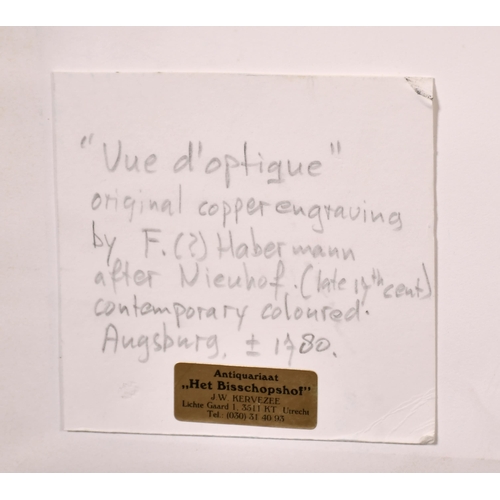 "Vue d'optique"
original copperengraving
by F. (?) Habermann
after Nieuhof. (late 17th cent)
contemporary coloured.
Augsburg, ± 1780.
Antiquariaat
„Het Bisschopshof"
J.W. KERVEZEE
Lichte Gaard 1, 3511 KT Utrecht
Tel.: (030) 31 40 93